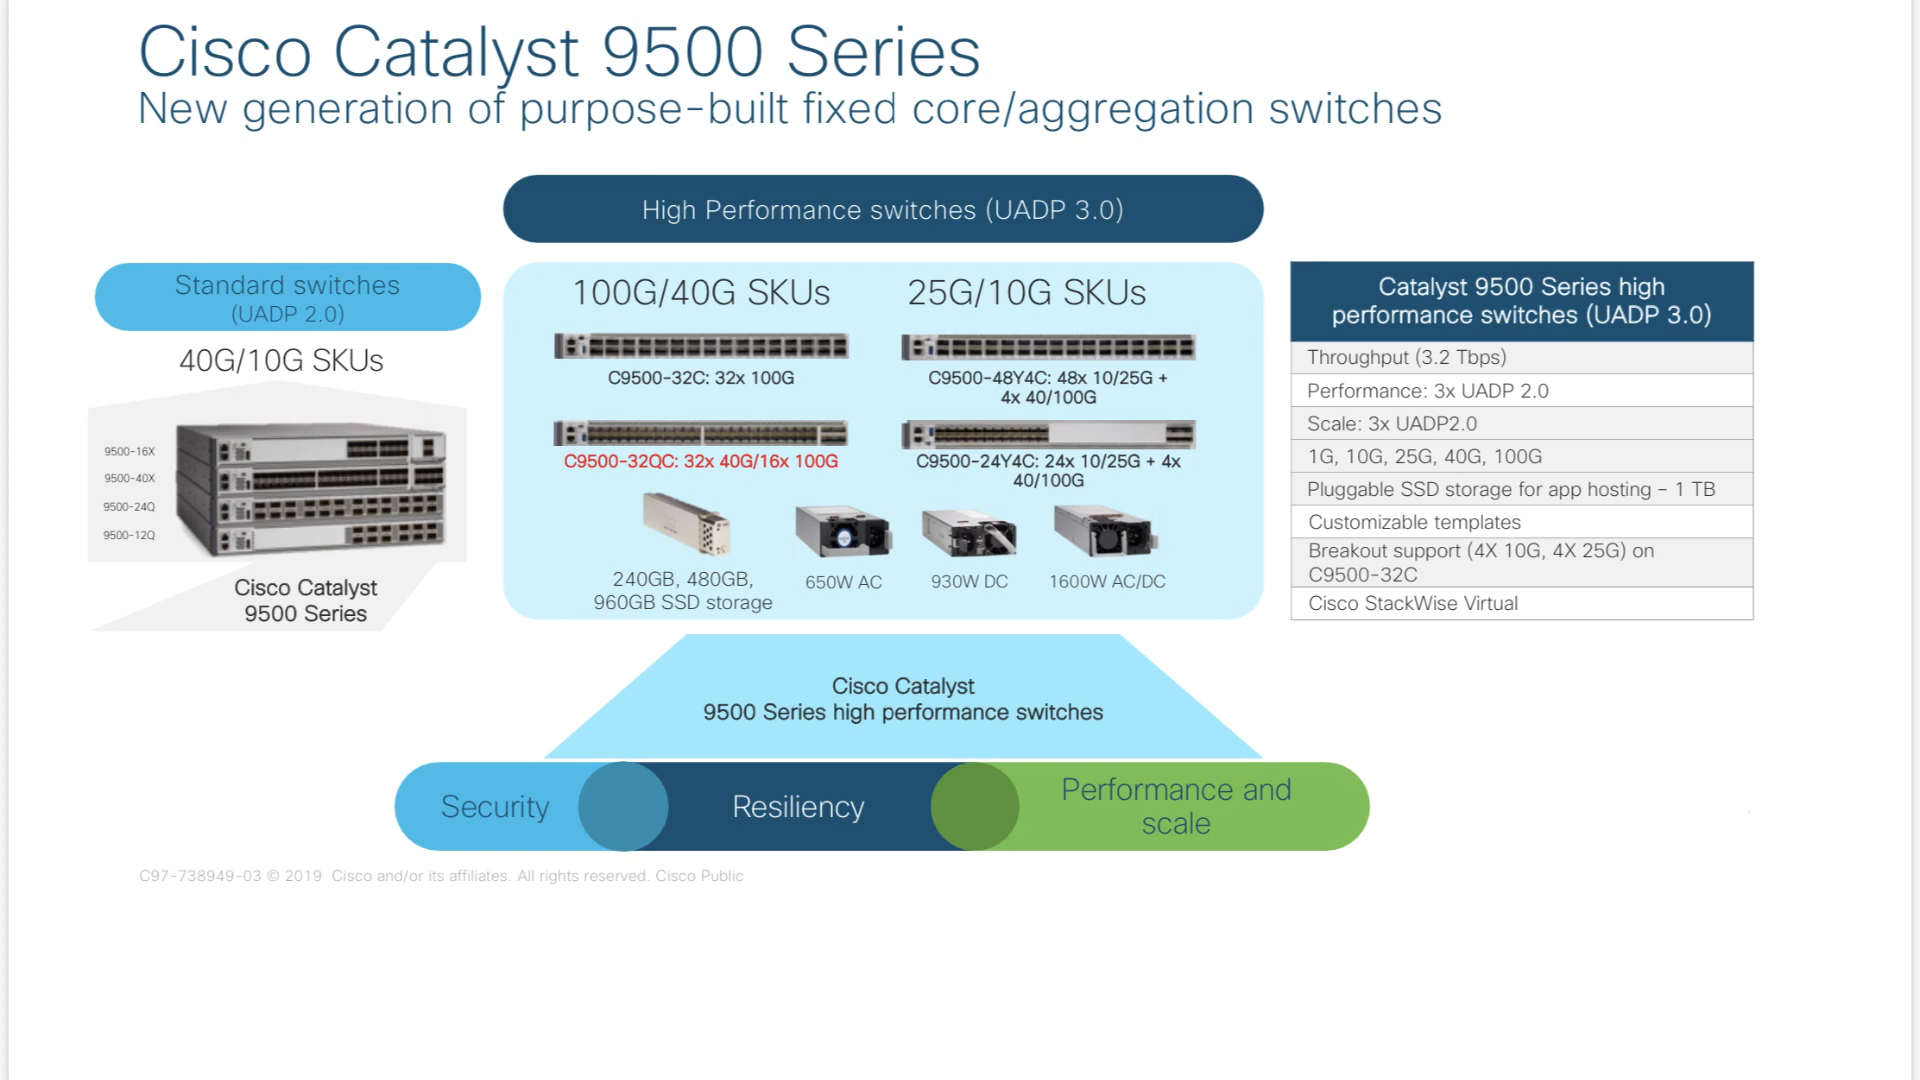 Cisco Catalyst 9500 Series
New generation of purpose-built fixed core/aggregation switches
High Performance switches (UADP 3.0)
Standard switches
(UADP 2.0)
40G/10G SKUs
9500-16X
9500-40X
9500-24Q
9500-12Q
Cisco Catalyst
9500 Series
100G/40G SKUs
C9500-32C: 32x 100G
C9500-32QC: 32x 40G/16x 100G
25G/10G SKUs
C9500-48Y4C: 48x 10/25G +
4x 40/100G
C9500-24Y4C: 24x 10/25G + 4x
40/100G
240GB, 480GB,
960GB SSD storage
650W AC
930W DC
1600W AC/DC
Catalyst 9500 Series high
performance switches (UADP 3.0)
Throughput (3.2 Tbps)
Performance: 3x UADP 2.0
Scale: 3x UADP2.0
1G, 10G, 25G, 40G, 100G
Pluggable SSD storage for app hosting – 1 TB
Customizable templates
Breakout support (4X 10G, 4X 25G) on
C9500-32C
Cisco StackWise Virtual
Cisco Catalyst
9500 Series high performance switches
Security
Resiliency
Performance and
scale
C97-738949-03 © 2019 Cisco and/or its affiliates. All rights reserved. Cisco Public